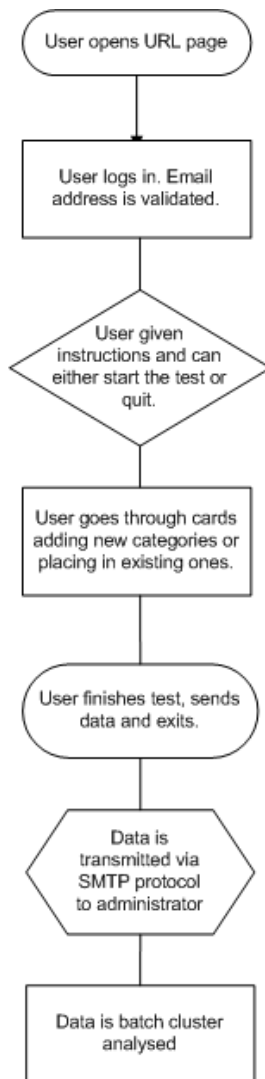 User opens URL page
User logs in. Email
address is validated.
User given
instructions and can
either start the test or
quit.
User goes through cards
adding new categories or
placing in existing ones.
User finishes test, sends
data and exits.
Data is
transmitted via
SMTP protocol
to administrator
Data is batch cluster
analysed